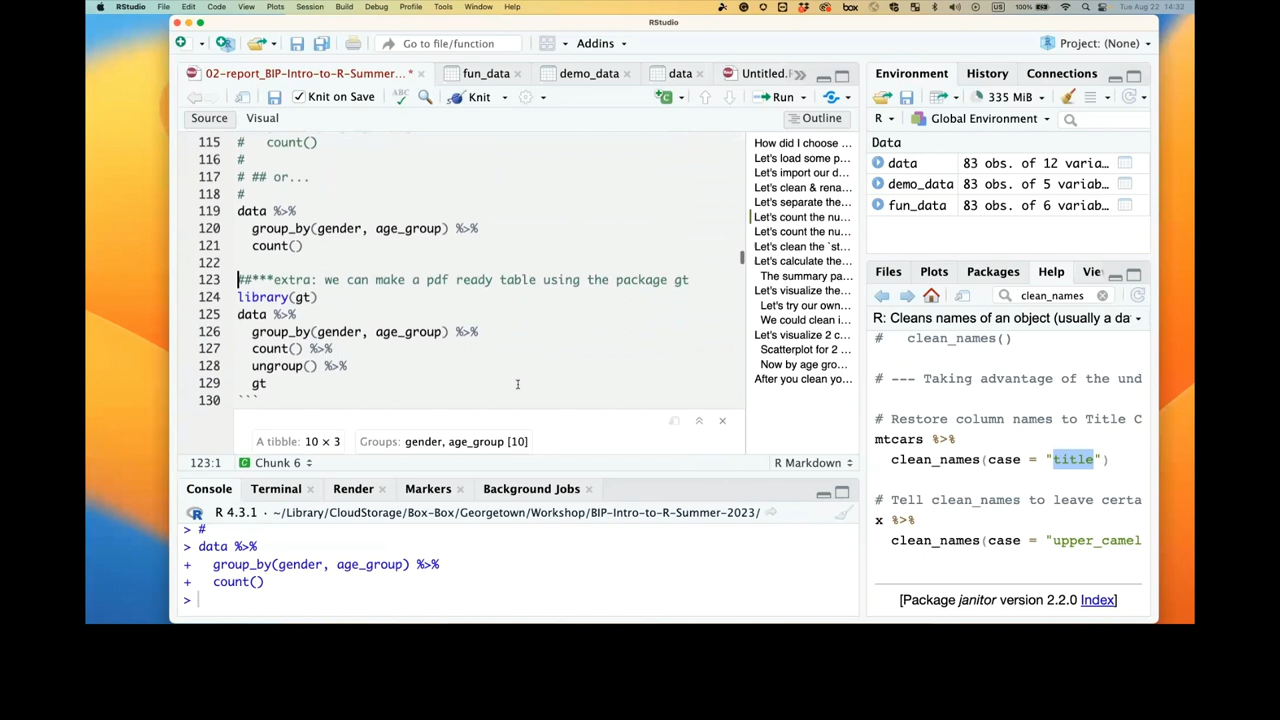 RStudio File Edit Code View Plots Session Build Debug Profile Tools Window Help box US 100% Tue Aug 22 14:32
RStudio
Go to file/function Addins Project: (None)
02-report_BIP-Intro-to-R-Summer...* fun_data demo_data data Untitled.
Knit on Save ABC Knit Run
Source Visual Outline
115 #   count()
116 #
117 # ## or...
118 #
119 data %>%
120   group_by(gender, age_group) %>%
121   count()
122
123 ##***extra: we can make a pdf ready table using the package gt
124 library(gt)
125 data %>%
126   group_by(gender, age_group) %>%
127   count() %>%
128   ungroup() %>%
129   gt
130 ```
A tibble: 10 × 3 Groups: gender, age_group [10]
123:1 Chunk 6 R Markdown
How did I choose ...
Let's load some p...
Let's import our d...
Let's clean & rena...
Let's separate the...
Let's count the nu...
Let's count the nu...
Let's clean the `st...
Let's calculate the...
The summary pa...
Let's visualize the...
Let's try our own...
We could clean i...
Let's visualize 2 c...
Scatterplot for 2 ...
Now by age gro...
After you clean yo...
Console Terminal Render Markers Background Jobs
R 4.3.1 · ~/Library/CloudStorage/Box-Box/Georgetown/Workshop/BIP-Intro-to-R-Summer-2023/
> #
> data %>%
+   group_by(gender, age_group) %>%
+   count()
>
Environment History Connections
335 MiB
R Global Environment
Data
data 83 obs. of 12 varia...
demo_data 83 obs. of 5 variab...
fun_data 83 obs. of 6 variab...
Files Plots Packages Help
clean_names
R: Cleans names of an object (usually a da
#   clean_names()
# --- Taking advantage of the und
# Restore column names to Title C
mtcars %>%
  clean_names(case = "title")
# Tell clean_names to leave certa
x %>%
  clean_names(case = "upper_camel
[Package janitor version 2.2.0 Index]